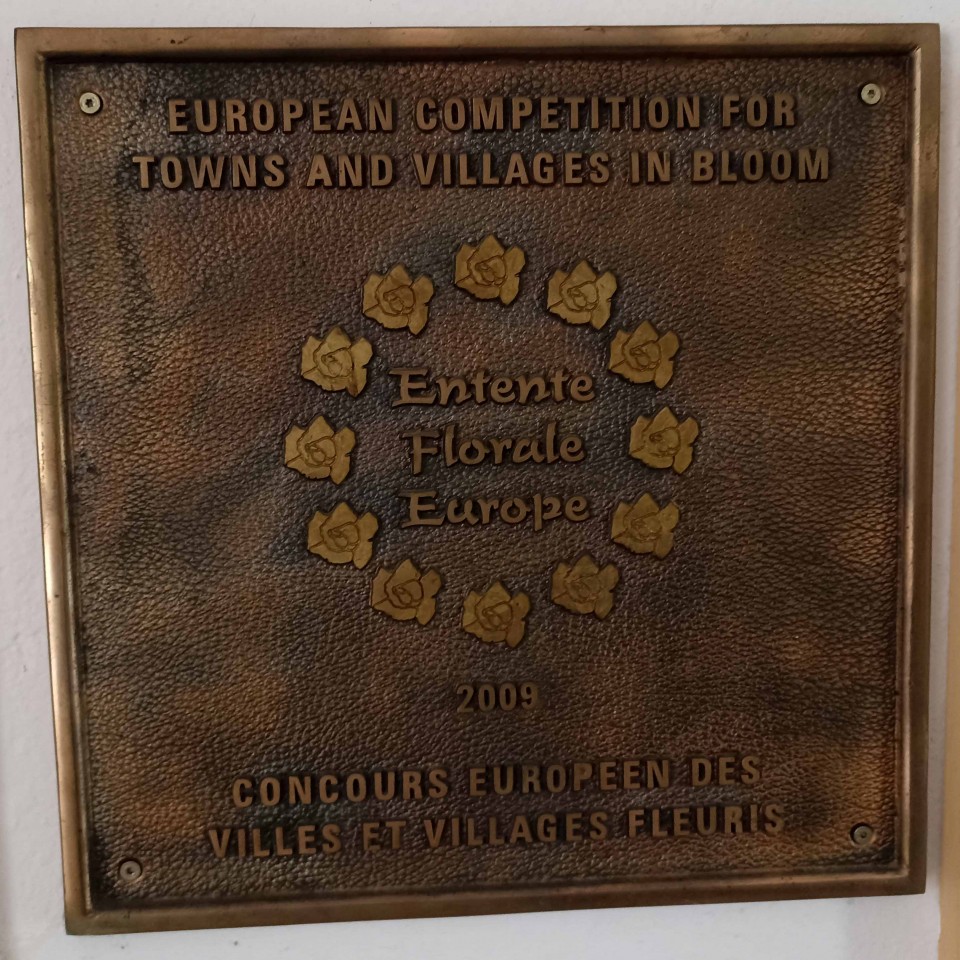 EUROPEAN COMPETITION FOR
TOWNS AND VILLAGES IN BLOOM
Entente
Florale
Europe
2009
CONCOURS EUROPEEN DES
VILLES ET VILLAGES FLEURIS